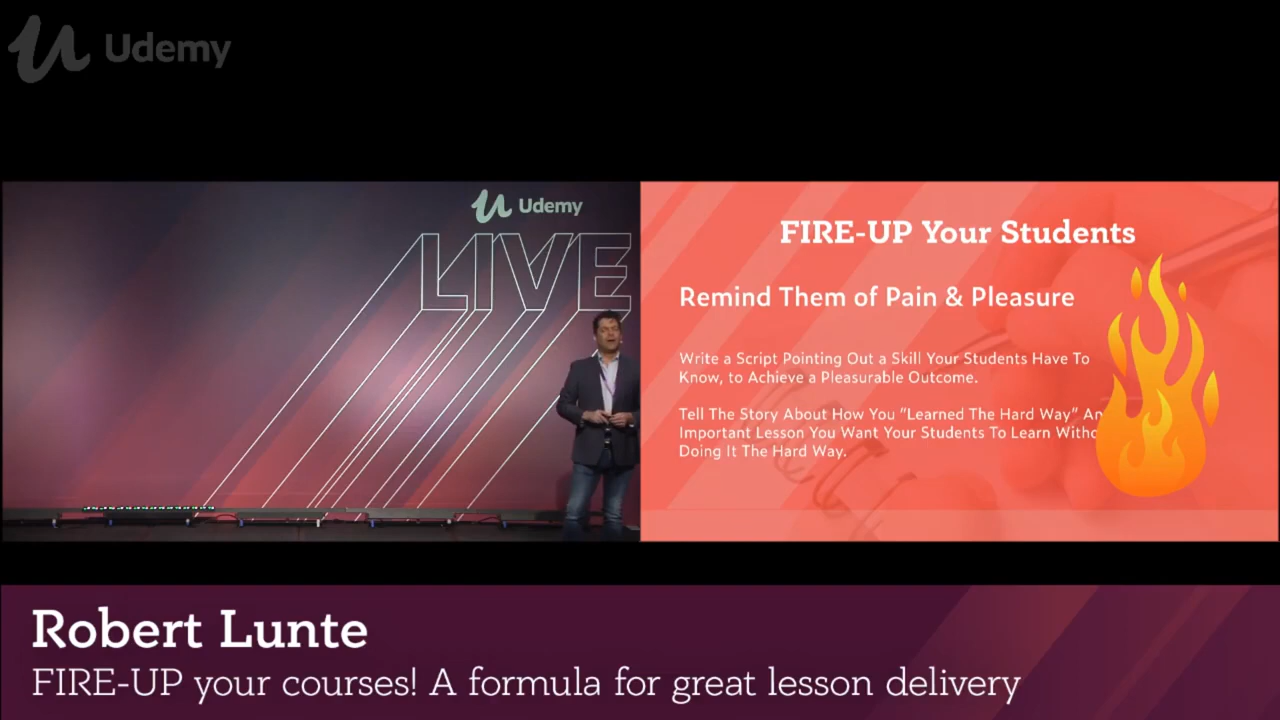 Udemy
Udemy
LIVE
FIRE-UP Your Students
Remind Them of Pain & Pleasure
Write a Script Pointing Out a Skill Your Students Have To
Know, to Achieve a Pleasurable Outcome.
Tell The Story About How You “Learned The Hard Way” An
Important Lesson You Want Your Students To Learn Witho
Doing It The Hard Way.
Robert Lunte
FIRE-UP your courses! A formula for great lesson delivery